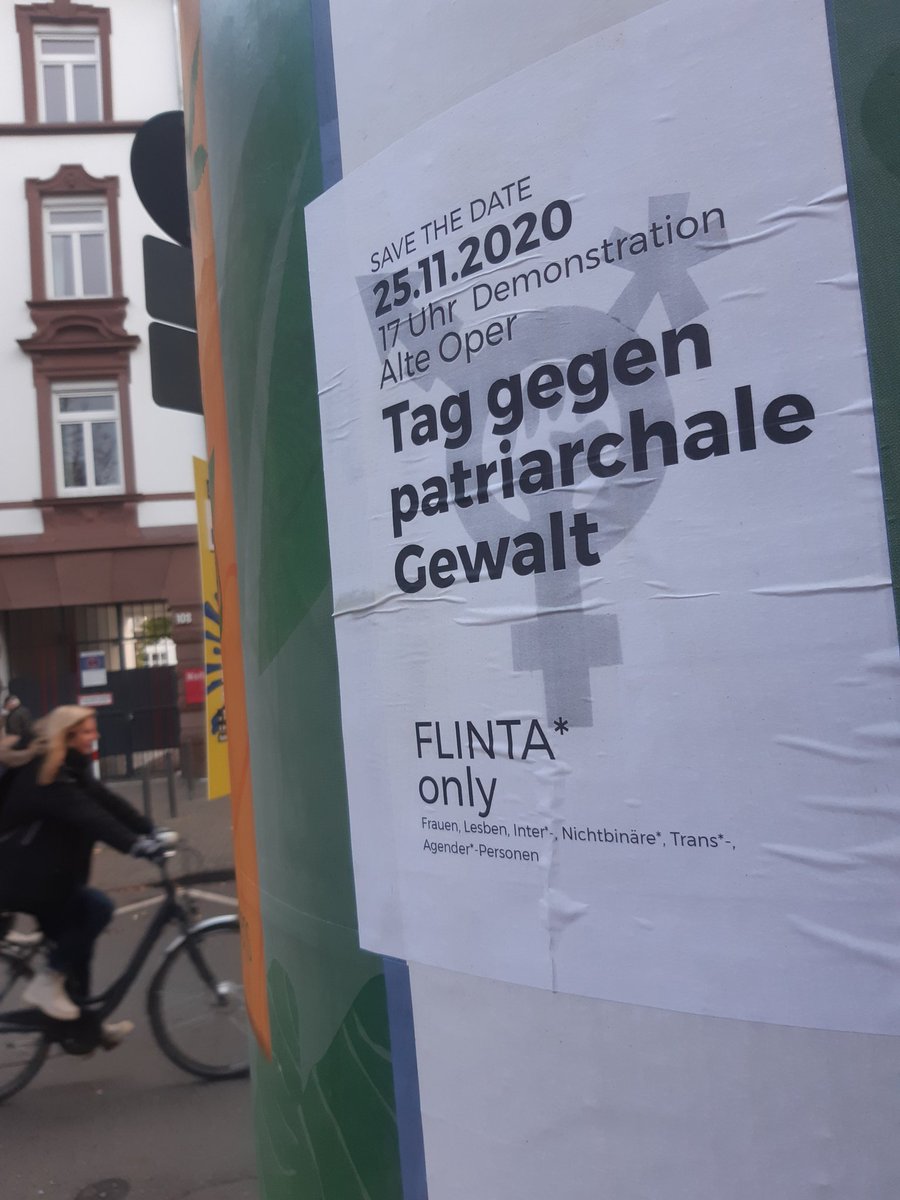 SAVE THE DATE
25.11.2020
17 Uhr Demonstration
Alte Oper
Tag gegen
patriarchale
Gewalt
FLINTA*
only
Frauen, Lesben, Inter*-, Nichtbinäre*, Trans*-,
Agender*-Personen
108